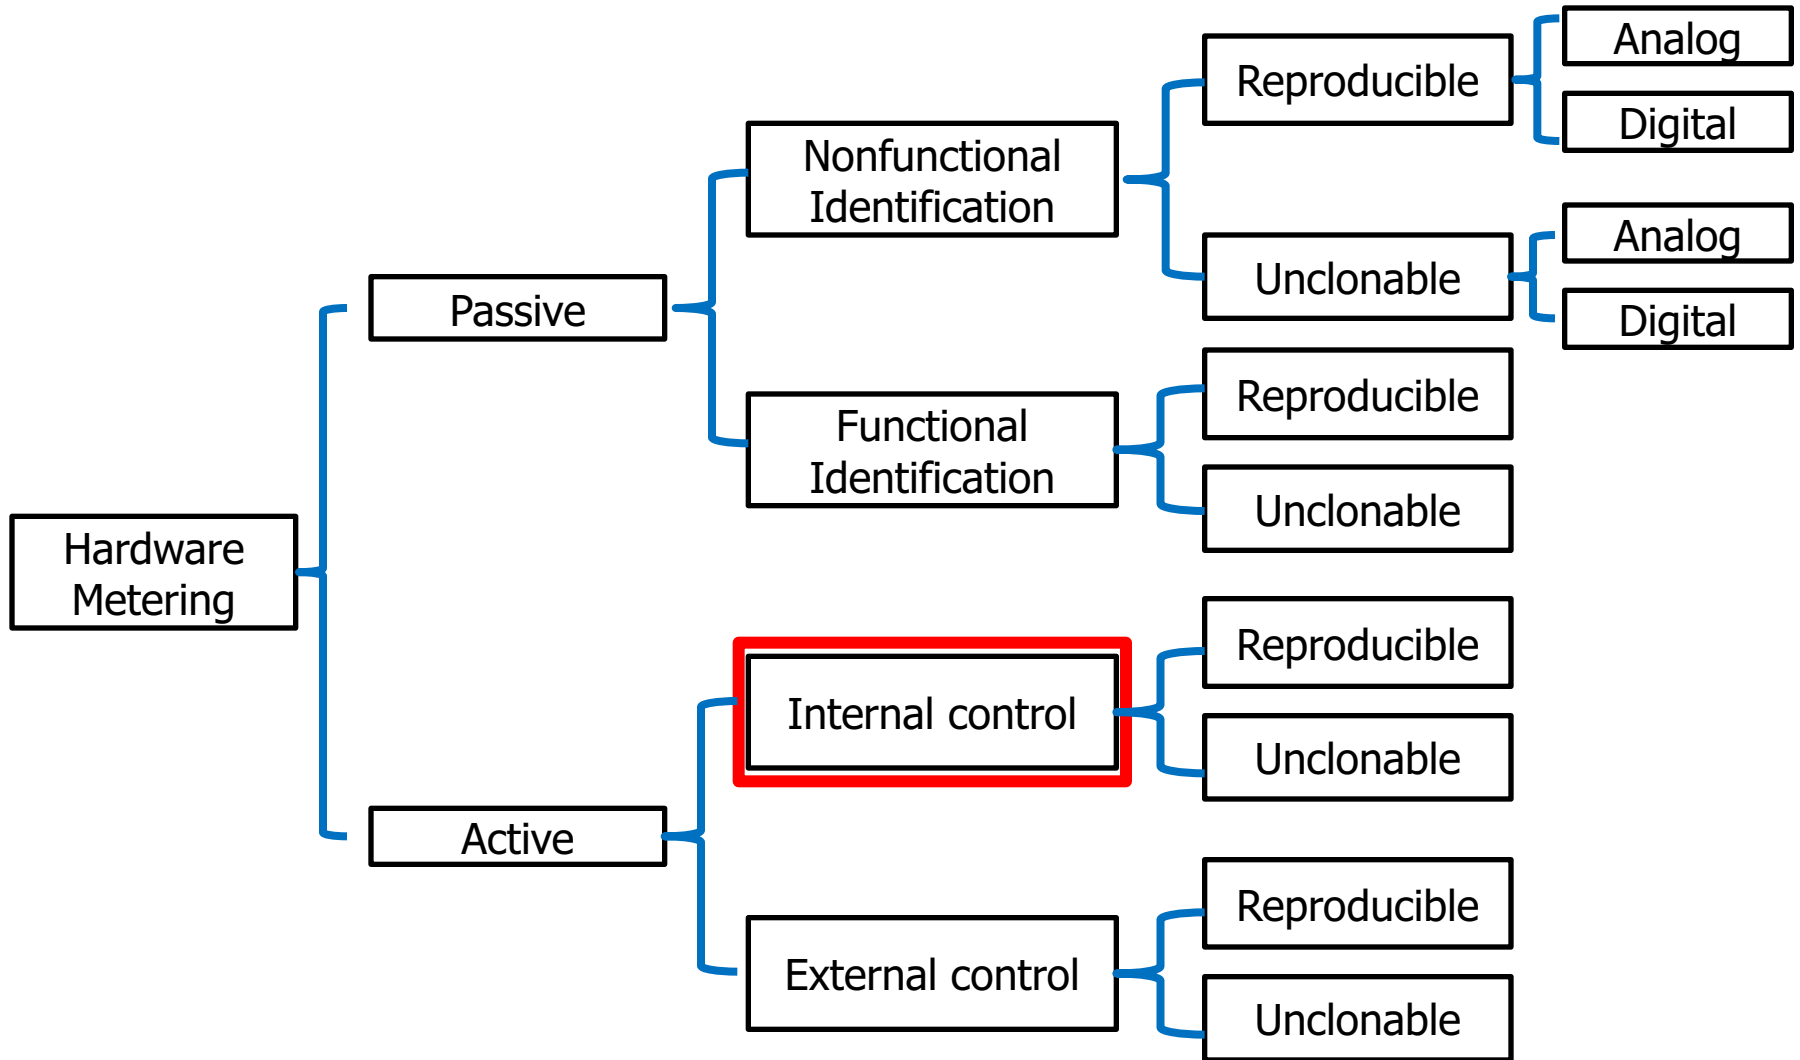 Hardware
Metering
Passive
Nonfunctional
Identification
Reproducible
Analog
Digital
Unclonable
Analog
Digital
Functional
Identification
Reproducible
Unclonable
Active
Internal control
Reproducible
Unclonable
External control
Reproducible
Unclonable